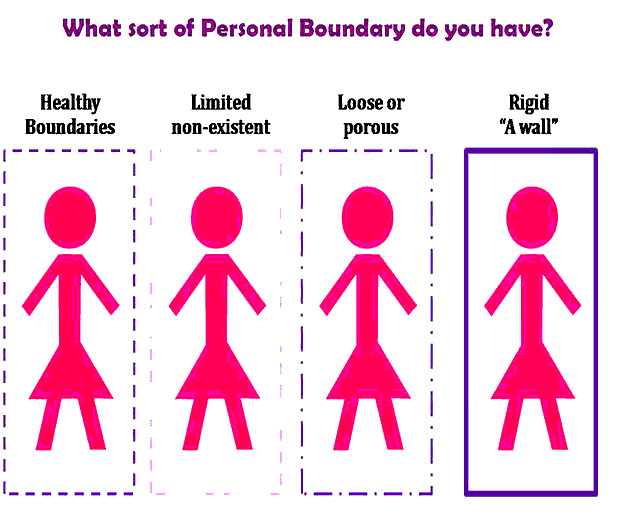 What sort of Personal Boundary do you have?
Healthy
Boundaries
Limited
non-existent
Loose or
porous
Rigid
“A wall”